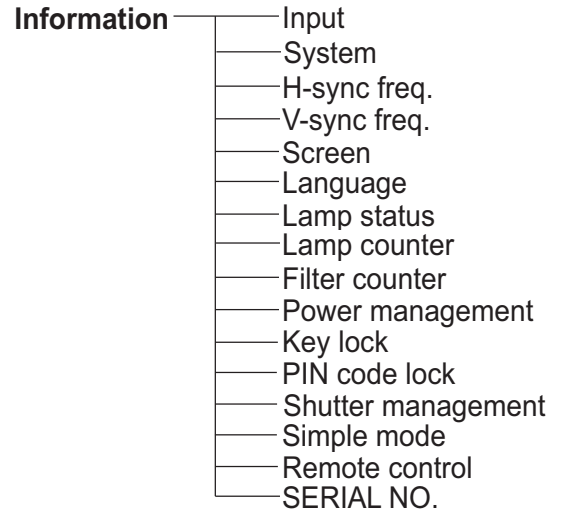 Information Input
System
H-sync freq.
V-sync freq.
Screen
Language
Lamp status
Lamp counter
Filter counter
Power management
Key lock
PIN code lock
Shutter management
Simple mode
Remote control
SERIAL NO.